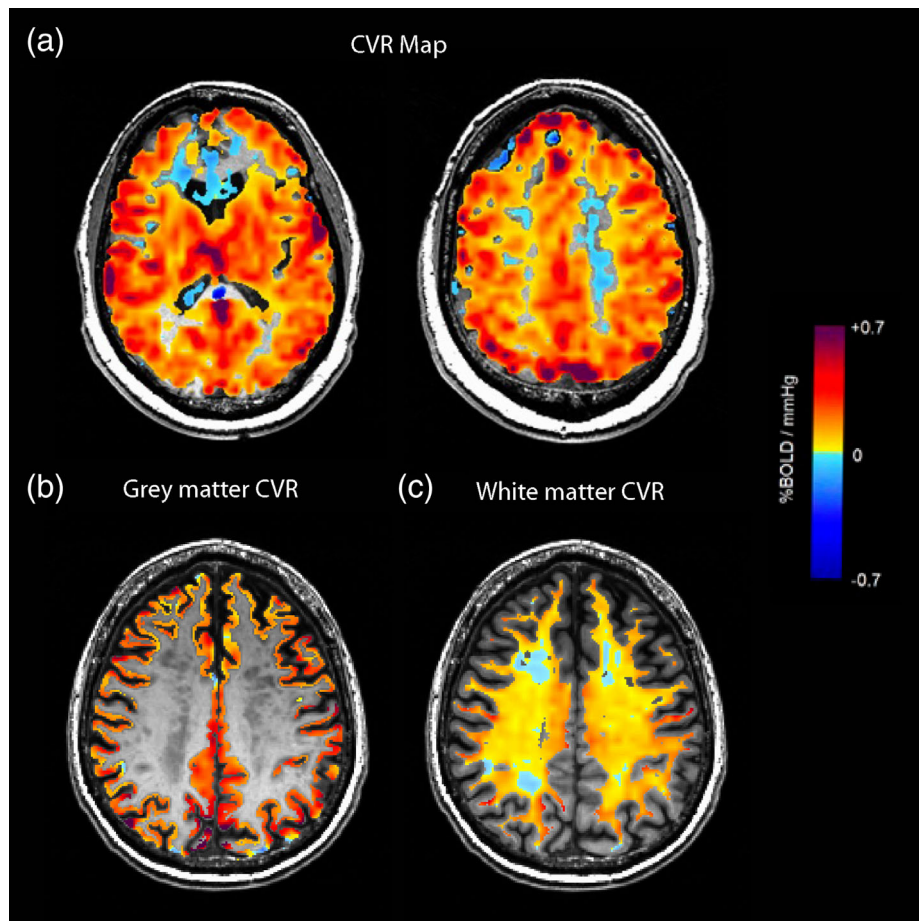 (a)
CVR Map
+0.7
%BOLD / mmHg
0
-0.7
(b)
Grey matter CVR
(c)
White matter CVR